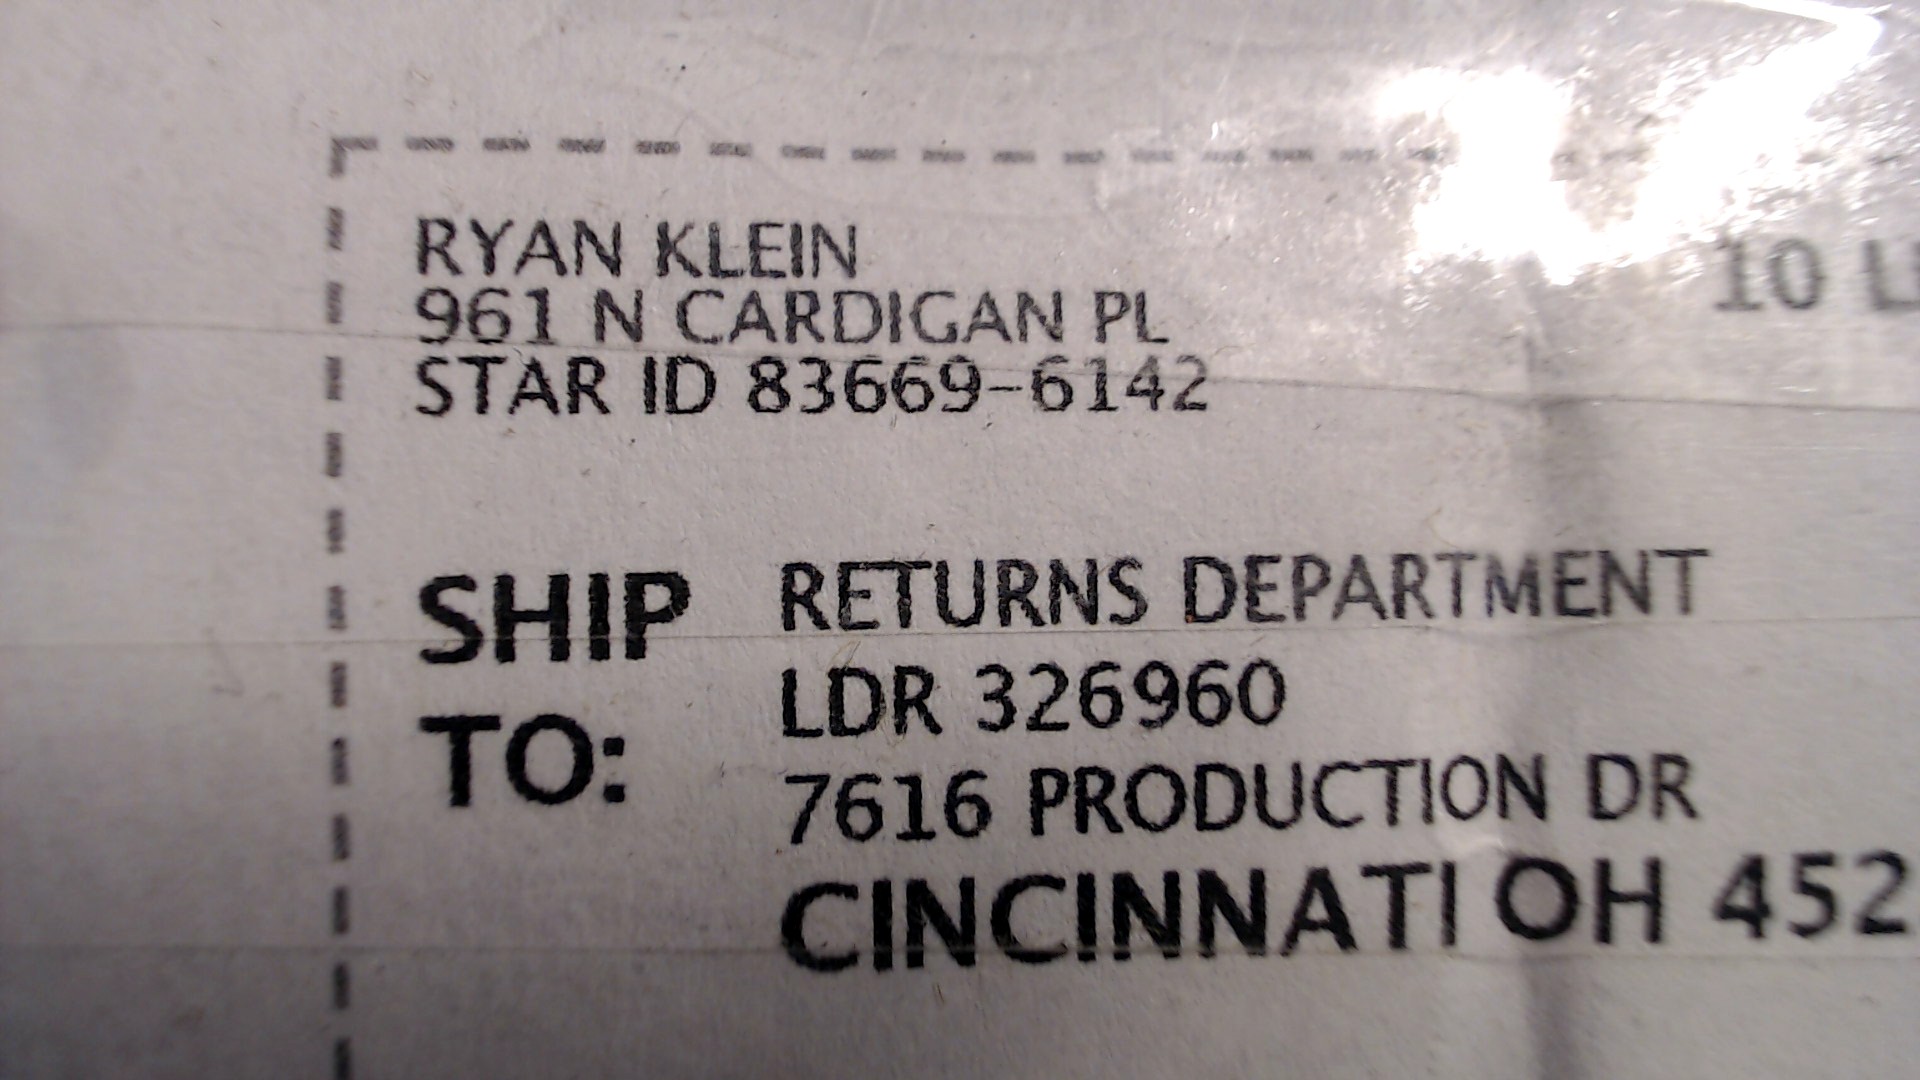 RYAN KLEIN
961 N CARDIGAN PL
STAR ID 83669-6142
10
SHIP TO:
RETURNS DEPARTMENT
LDR 326960
7616 PRODUCTION DR
CINCINNATI OH 452